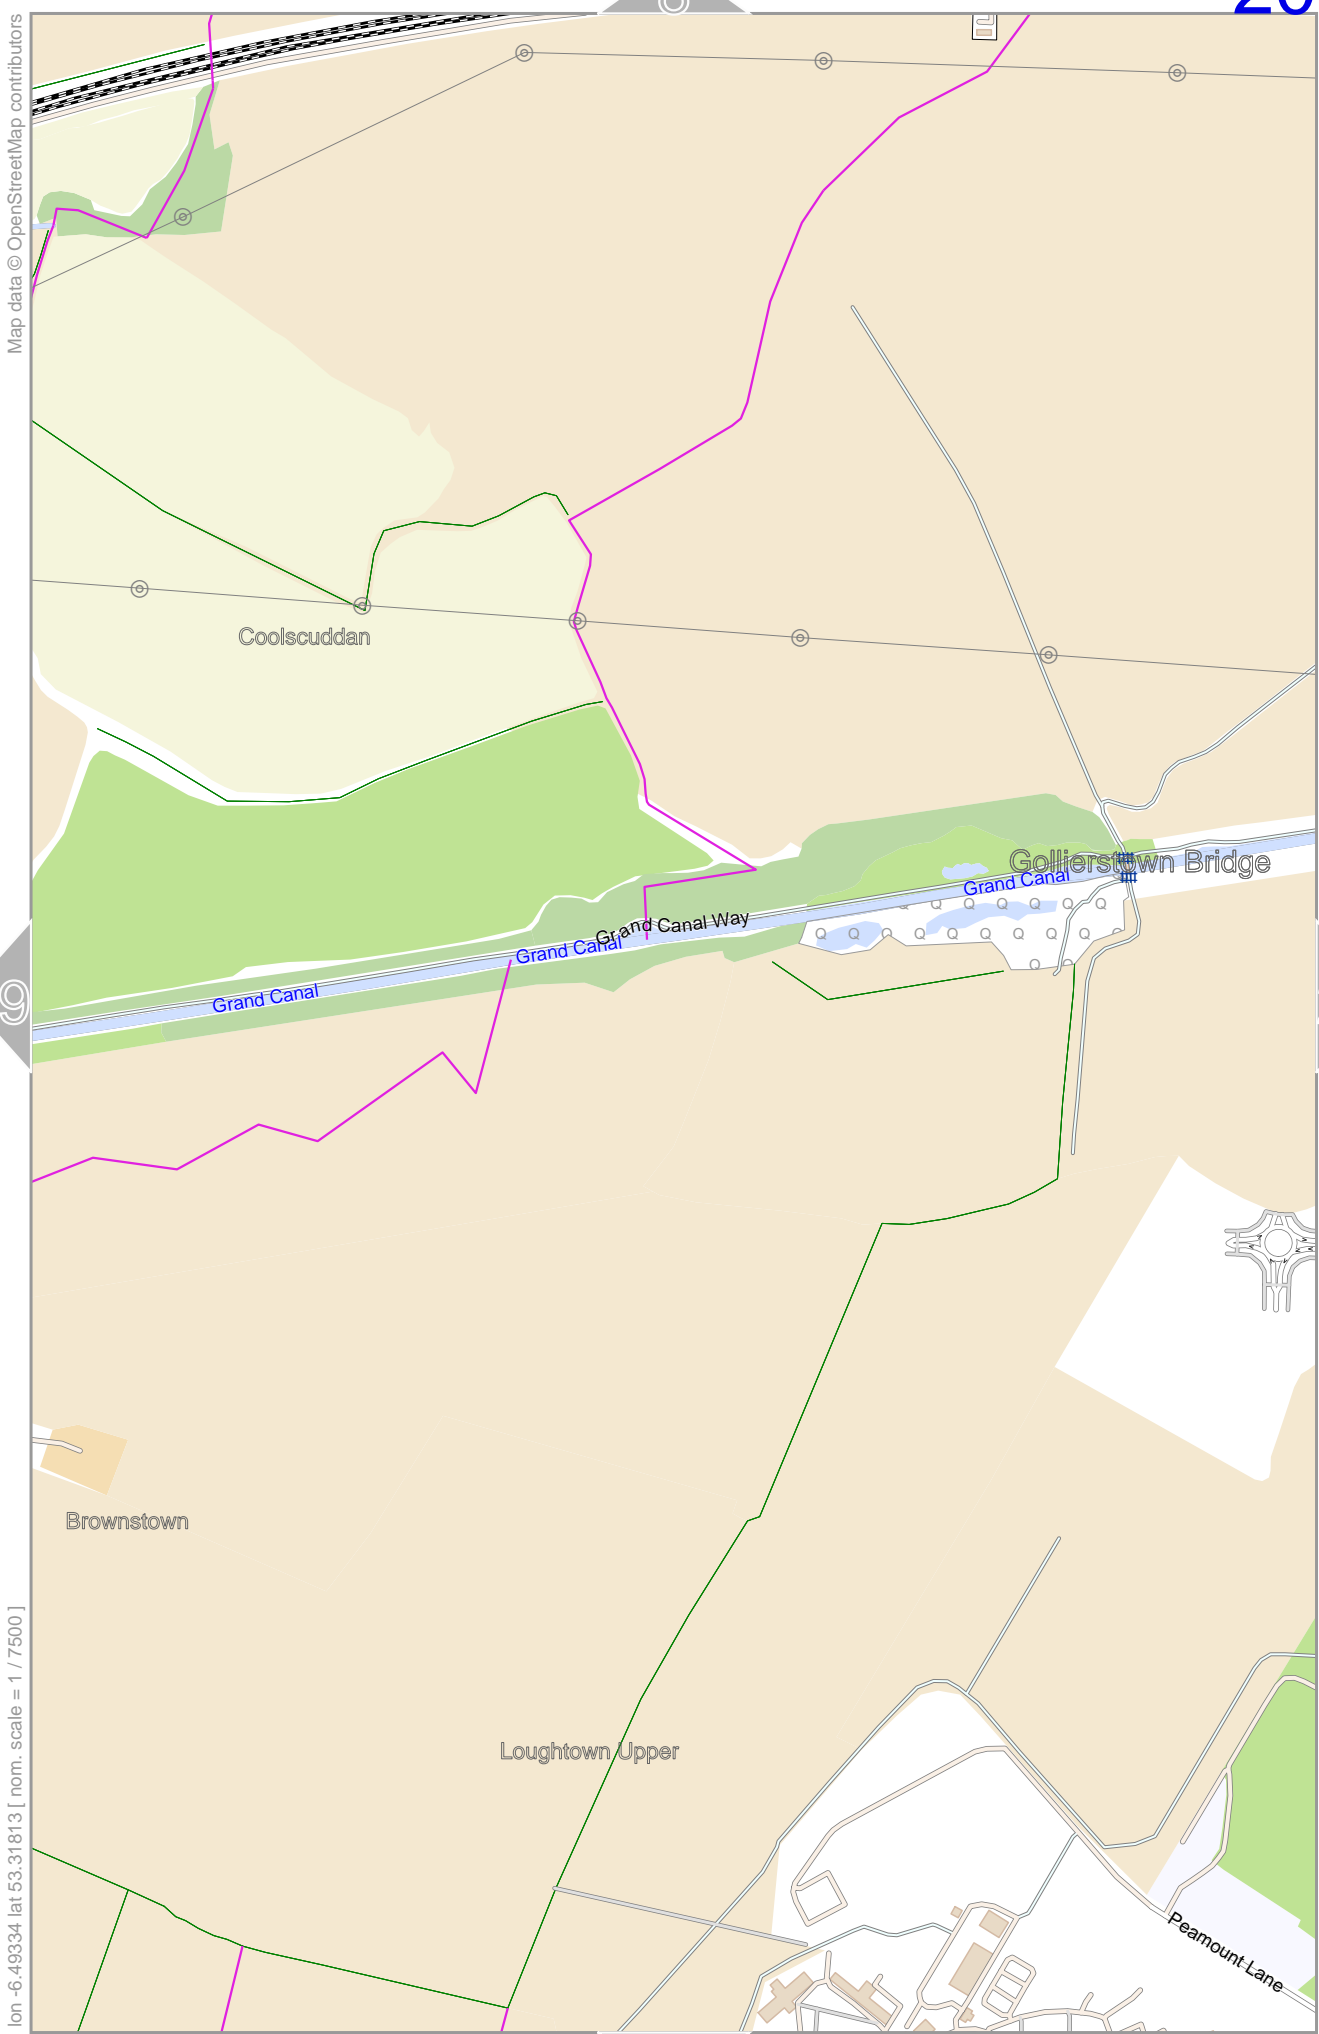 Map data © OpenStreetMap contributors
Coolscuddan
Gollierstown Bridge
Grand Canal
Grand Canal Way
Grand Canal
Grand Canal
9
Brownstown
Loughtown Upper
Peamount Lane
lon -6.49334 lat 53.31813 [ nom. scale = 1 / 7500 ]